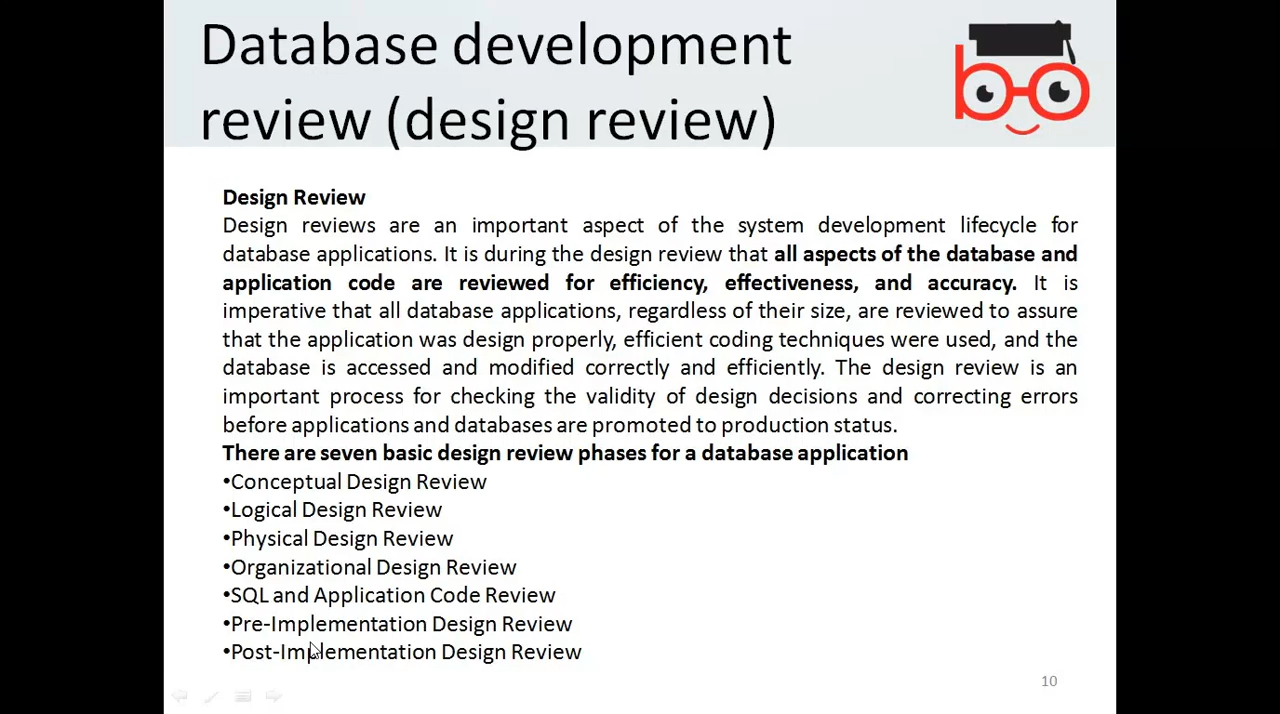 Database development
review (design review)
Design Review
Design reviews are an important aspect of the system development lifecycle for
database applications. It is during the design review that all aspects of the database and
application code are reviewed for efficiency, effectiveness, and accuracy. It is
imperative that all database applications, regardless of their size, are reviewed to assure
that the application was design properly, efficient coding techniques were used, and the
database is accessed and modified correctly and efficiently. The design review is an
important process for checking the validity of design decisions and correcting errors
before applications and databases are promoted to production status.
There are seven basic design review phases for a database application
•Conceptual Design Review
•Logical Design Review
•Physical Design Review
•Organizational Design Review
•SQL and Application Code Review
•Pre-Implementation Design Review
•Post-Implementation Design Review
10